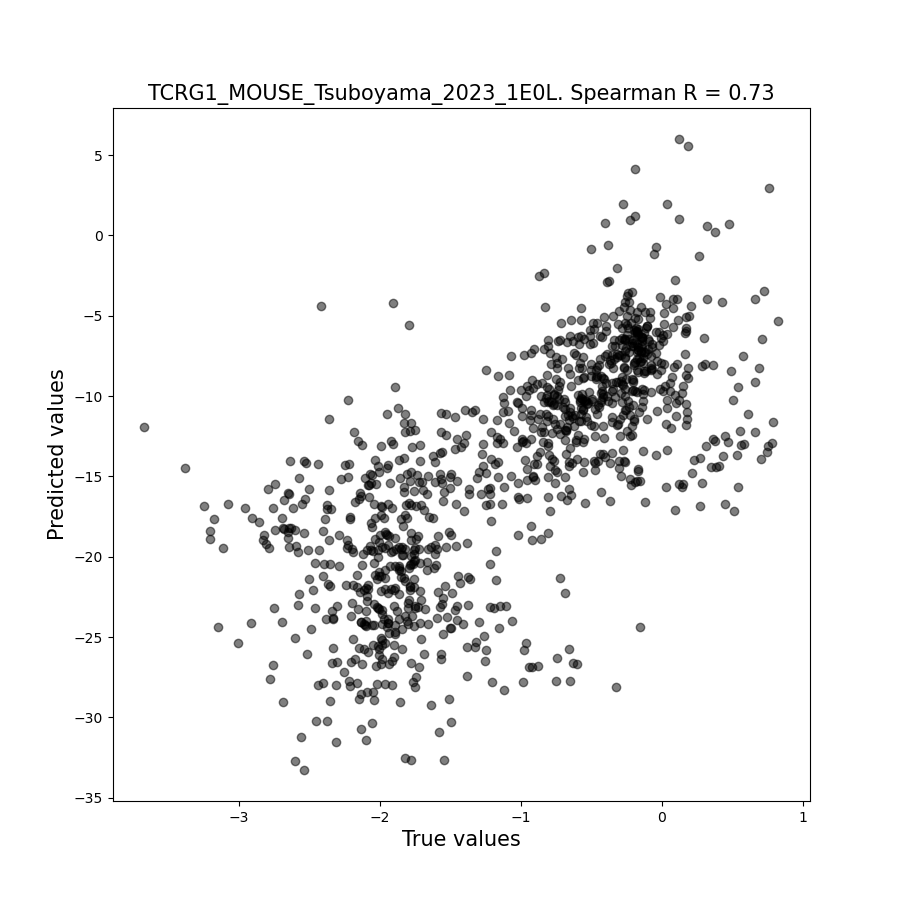 TCRG1_MOUSE_Tsuboyama_2023_1E0L. Spearman R = 0.73
5
0
−5
−10
−15
−20
−25
−30
−35
Predicted values
−3 −2 −1 0 1
True values